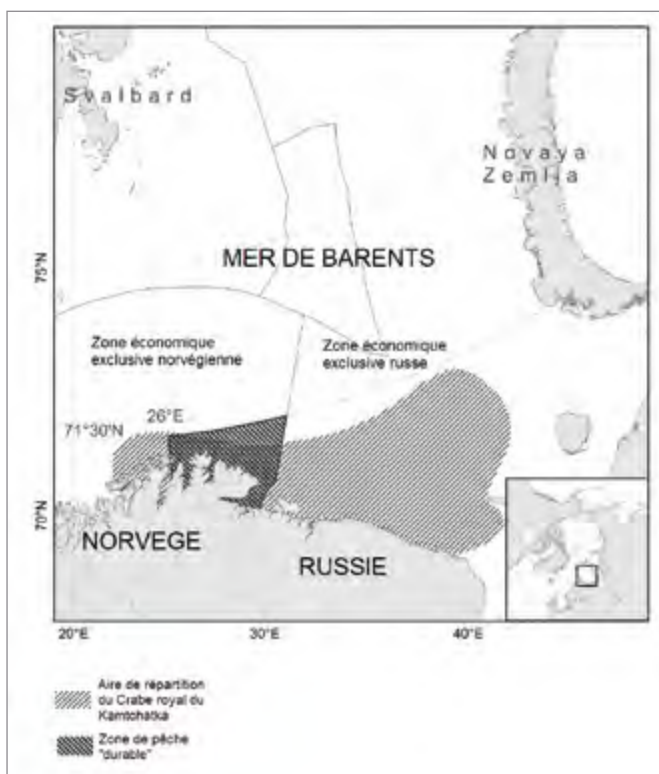 Svalbard
Novaya
Zemlja
MER DE BARENTS
75°N
Zone économique
exclusive norvégienne
Zone économique
exclusive russe
26°E
71°30'N
70°N
NORVEGE
RUSSIE
20°E
30°E
40°E
Aire de répartition
du Crabe royal du
Kamtchatka
Zone de pêche
"durable"